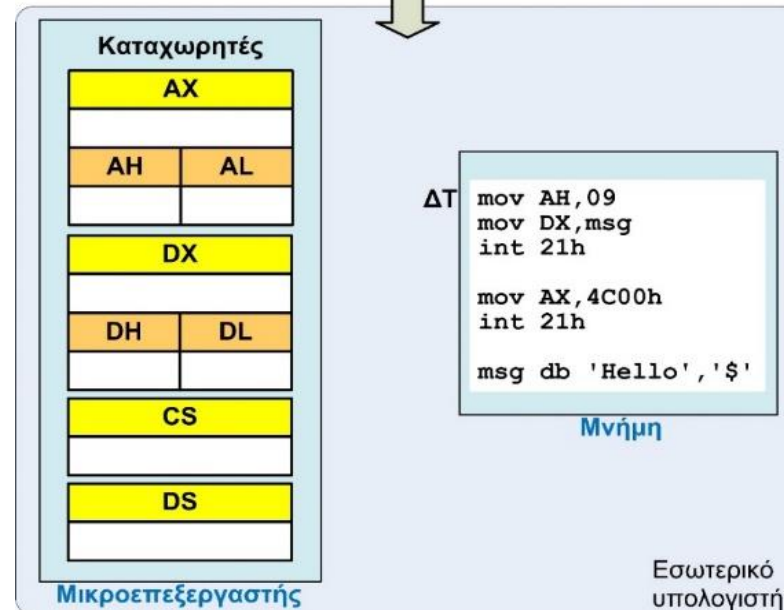 Καταχωρητές
AX
AH AL
DX
DH DL
CS
DS
Μικροεπεξεργαστής
ΔΤ
mov AH,09
mov DX,msg
int 21h
mov AX,4C00h
int 21h
msg db 'Hello','$'
Μνήμη
Εσωτερικό
υπολογιστή